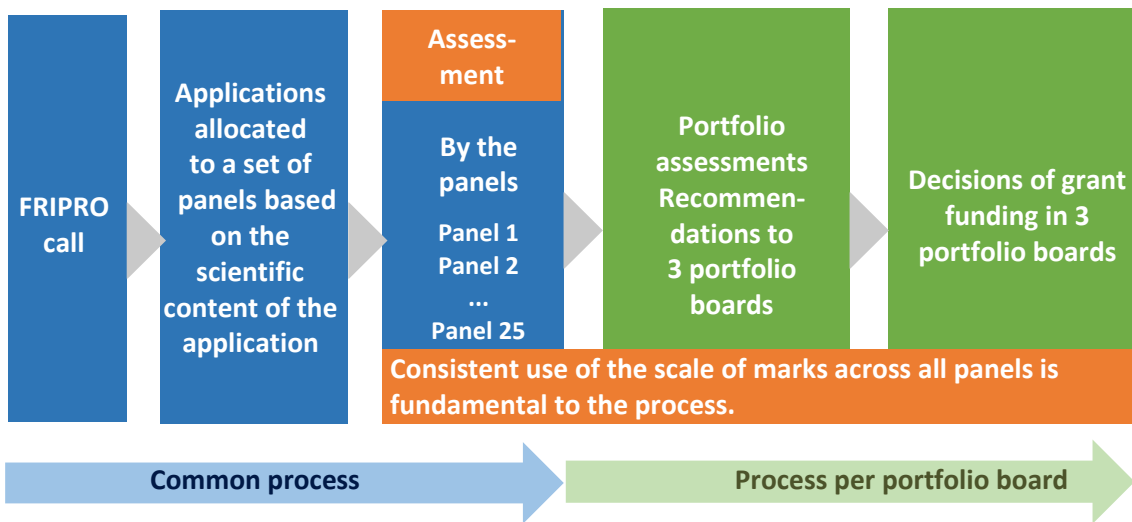 FRIPRO
call
Applications
allocated
to a set of
panels based
on the
scientific
content of the
application
Assess-
ment
By the
panels
Panel 1
Panel 2
...
Panel 25
Portfolio
assessments
Recommen-
dations to
3 portfolio
boards
Decisions of grant
funding in 3
portfolio boards
Consistent use of the scale of marks across all panels is
fundamental to the process.
Common process
Process per portfolio board